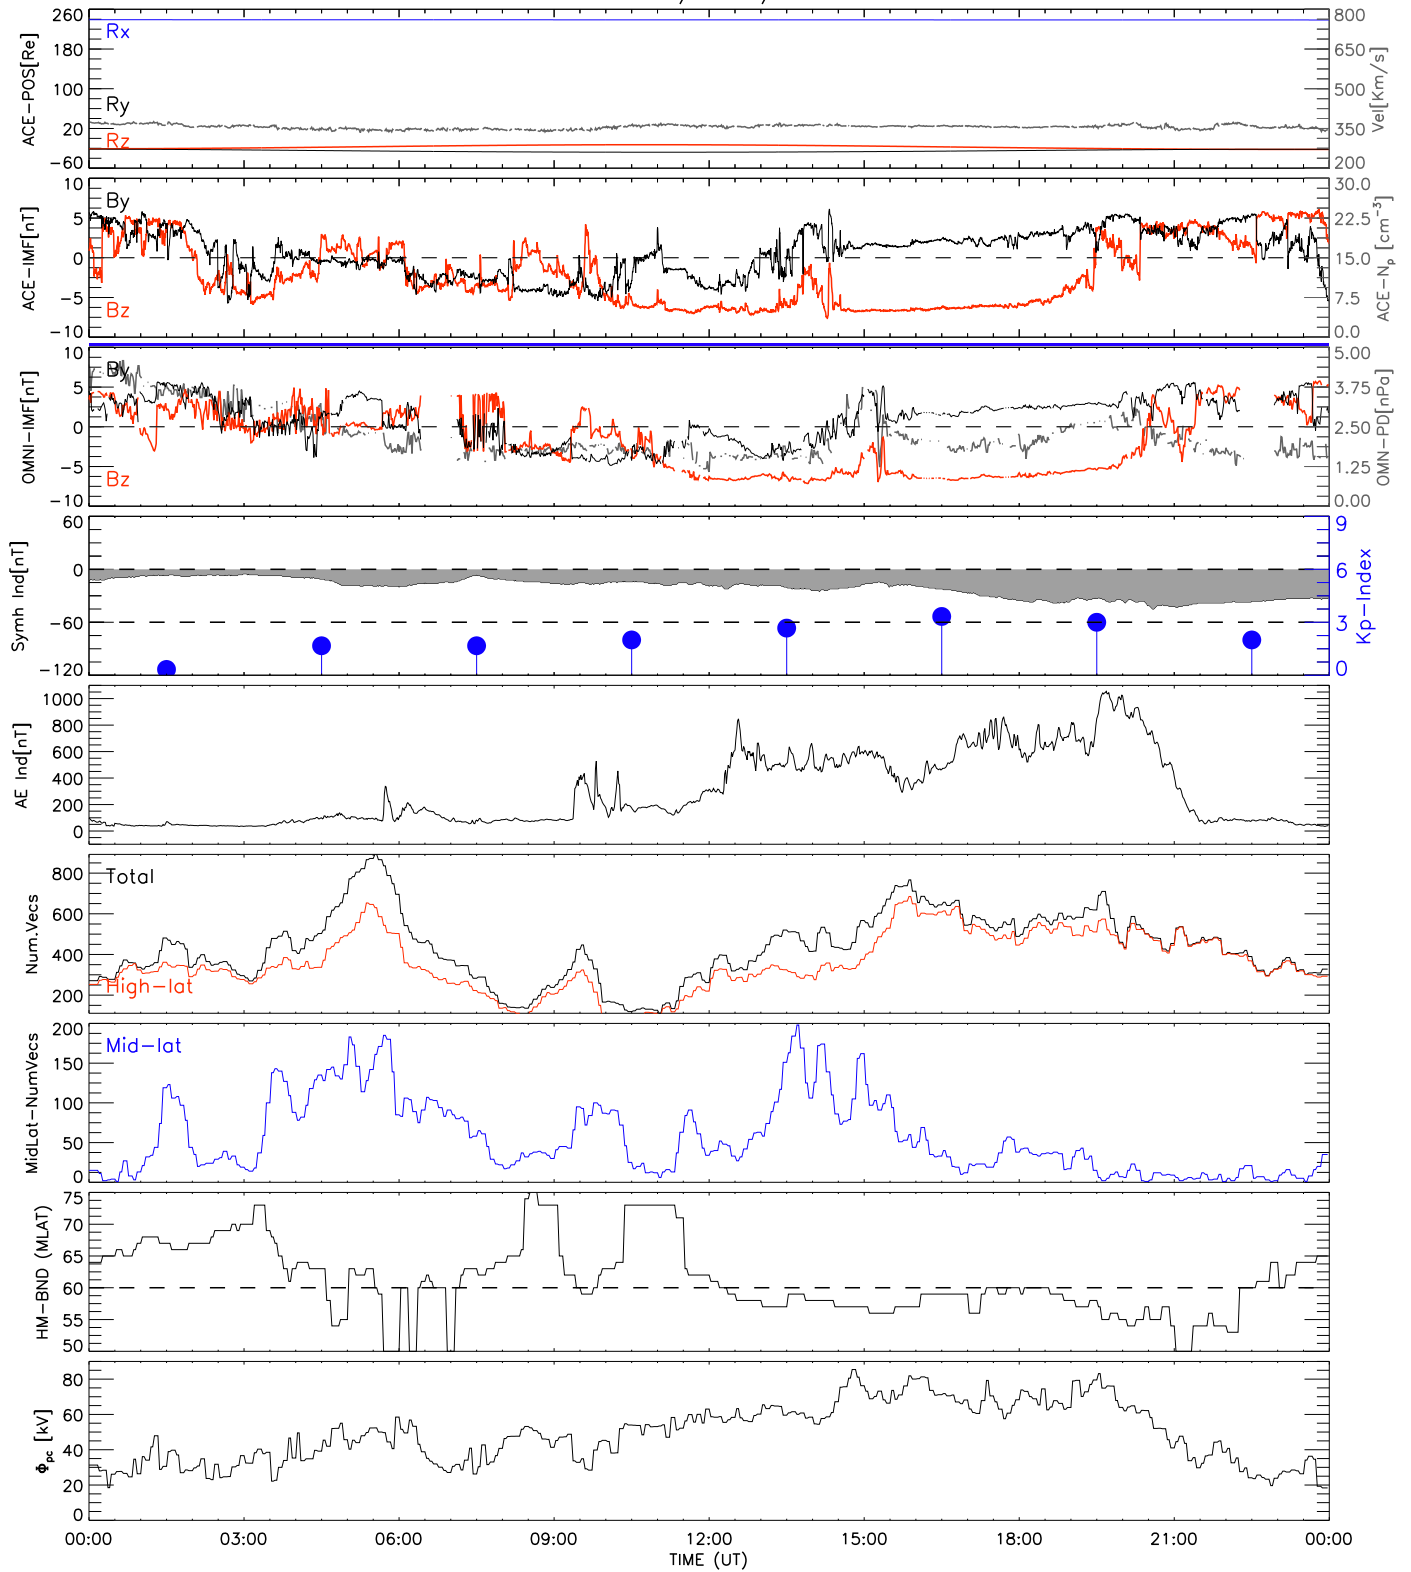 260
180
100
20
−60
ACE−POS[Re]
Rx
Ry
Rz
800
650
500
350
200
Vel[Km/s]
10
5
0
−5
−10
ACE−IMF[nT]
By
Bz
30.0
22.5
15.0
7.5
0.0
ACE−Np [cm−3]
10
5
0
−5
−10
OMNI−IMF[nT]
By
Bz
5.00
3.75
2.50
1.25
0.00
OMN−PD[nPa]
60
0
−60
−120
Symh Ind[nT]
9
6
3
0
Kp−Index
1000
800
600
400
200
0
AE Ind[nT]
800
600
400
200
Num.Vecs
Total
High−lat
200
150
100
50
0
MidLat−NumVecs
Mid−lat
75
70
65
60
55
50
HM−BND (MLAT)
80
60
40
20
0
Φpc [kV]
00:00 03:00 06:00 09:00 12:00 15:00 18:00 21:00 00:00
TIME (UT)